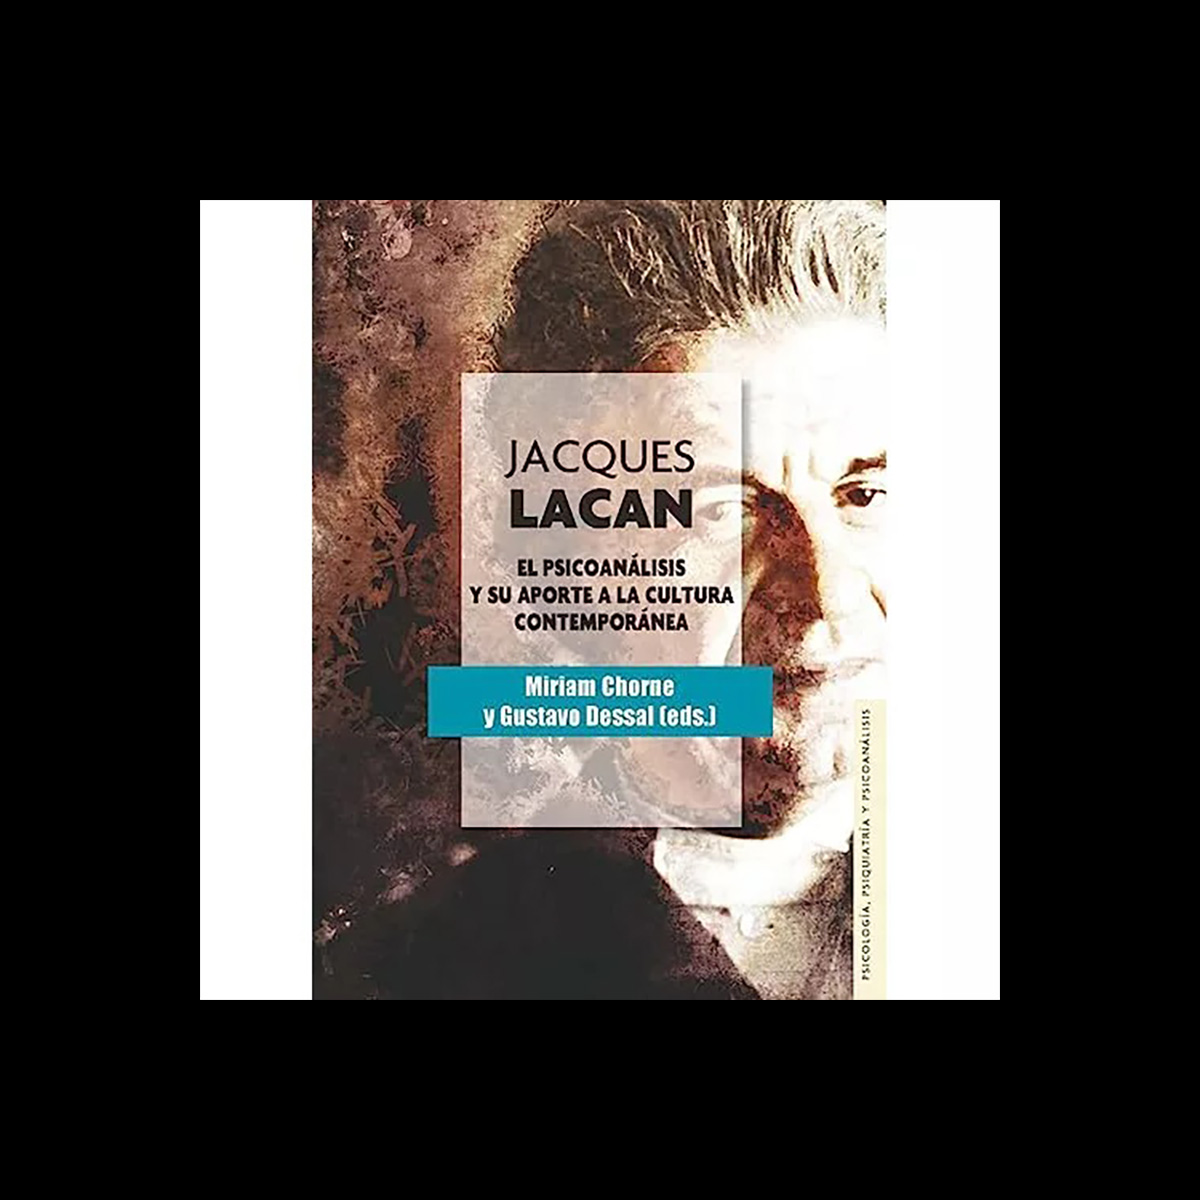 JACQUES
LACAN
EL PSICOANÁLISIS
Y SU APORTE A LA CULTURA
CONTEMPORÁNEA
Miriam Chorne
y Gustavo Dessal (eds.)
PSICOLOGÍA, PSIQUIATRÍA Y PSICOANÁLISIS